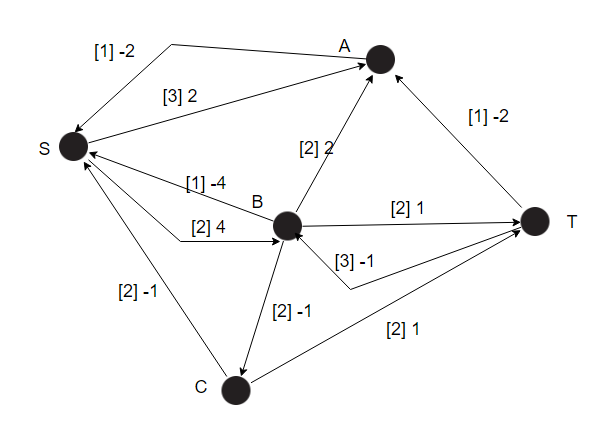 A
[1] -2
[3] 2
[1] -2
S
[2] 2
[1] -4
B
[2] 1
T
[2] 4
[3] -1
[2] -1
[2] -1
[2] 1
C